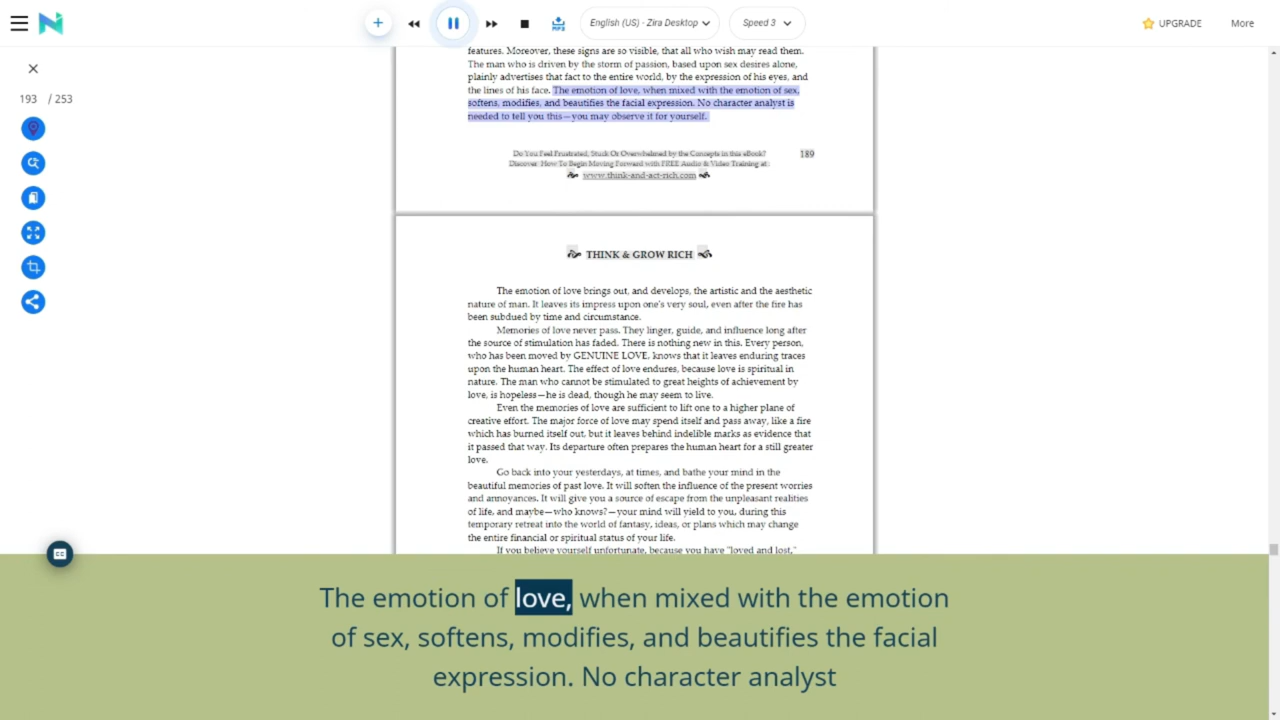 English (US) - Zira Desktop
Speed 3
UPGRADE
More
MP3
193 / 253
features. Moreover, these signs are so visible, that all who wish may read them.
The man who is driven by the storm of passion, based upon sex desires alone,
plainly advertises that fact to the entire world, by the expression of his eyes, and
the lines of his face. The emotion of love, when mixed with the emotion of sex,
softens, modifies, and beautifies the facial expression. No character analyst is
needed to tell you this—you may observe it for yourself.
Do You Feel Frustrated, Stuck Or Overwhelmed by the Concepts in this eBook?
189
Discover How To Begin Moving Forward with FREE Audio & Video Training at:
www.think-and-act-rich.com
THINK & GROW RICH
The emotion of love brings out, and develops, the artistic and the aesthetic
nature of man. It leaves its impress upon one's very soul, even after the fire has
been subdued by time and circumstance.
Memories of love never pass. They linger, guide, and influence long after
the source of stimulation has faded. There is nothing new in this. Every person,
who has been moved by GENUINE LOVE, knows that it leaves enduring traces
upon the human heart. The effect of love endures, because love is spiritual in
nature. The man who cannot be stimulated to great heights of achievement by
love, is hopeless—he is dead, though he may seem to live.
Even the memories of love are sufficient to lift one to a higher plane of
creative effort. The major force of love may spend itself and pass away, like a fire
which has burned itself out, but it leaves behind indelible marks as evidence that
it passed that way. Its departure often prepares the human heart for a still greater
love.
Go back into your yesterdays, at times, and bathe your mind in the
beautiful memories of past love. It will soften the influence of the present worries
and annoyances. It will give you a source of escape from the unpleasant realities
of life, and maybe—who knows?—your mind will yield to you, during this
temporary retreat into the world of fantasy, ideas, or plans which may change
the entire financial or spiritual status of your life.
If you believe yourself unfortunate, because you have "loved and lost,"
CC
The emotion of love, when mixed with the emotion
of sex, softens, modifies, and beautifies the facial
expression. No character analyst